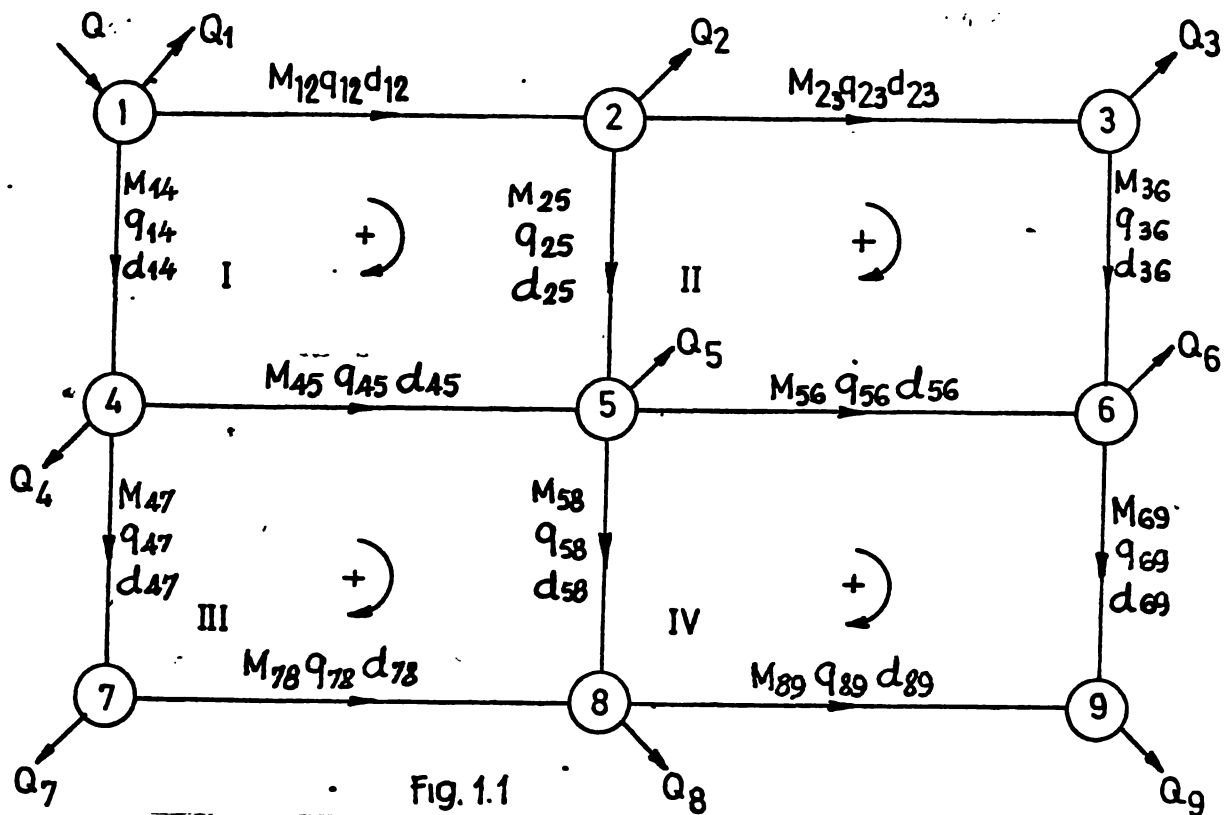 Q Q₁ Q₂ Q₃
1 M₁₂q₁₂d₁₂ 2 M₂₃q₂₃d₂₃ 3
M₁₄
q₁₄
d₁₄
+
I
M₂₅
q₂₅
d₂₅
+
II
M₃₆
q₃₆
d₃₆
Q₅ Q₆
4 M₄₅ q₄₅ d₄₅ 5 M₅₆ q₅₆ d₅₆ 6
Q₄
M₄₇
q₄₇
d₄₇
+
III
M₅₈
q₅₈
d₅₈
+
IV
M₆₉
q₆₉
d₆₉
7 M₇₈ q₇₈ d₇₈ 8 M₈₉ q₈₉ d₈₉ 9
Q₇ Q₈ Q₉
Fig. 1.1